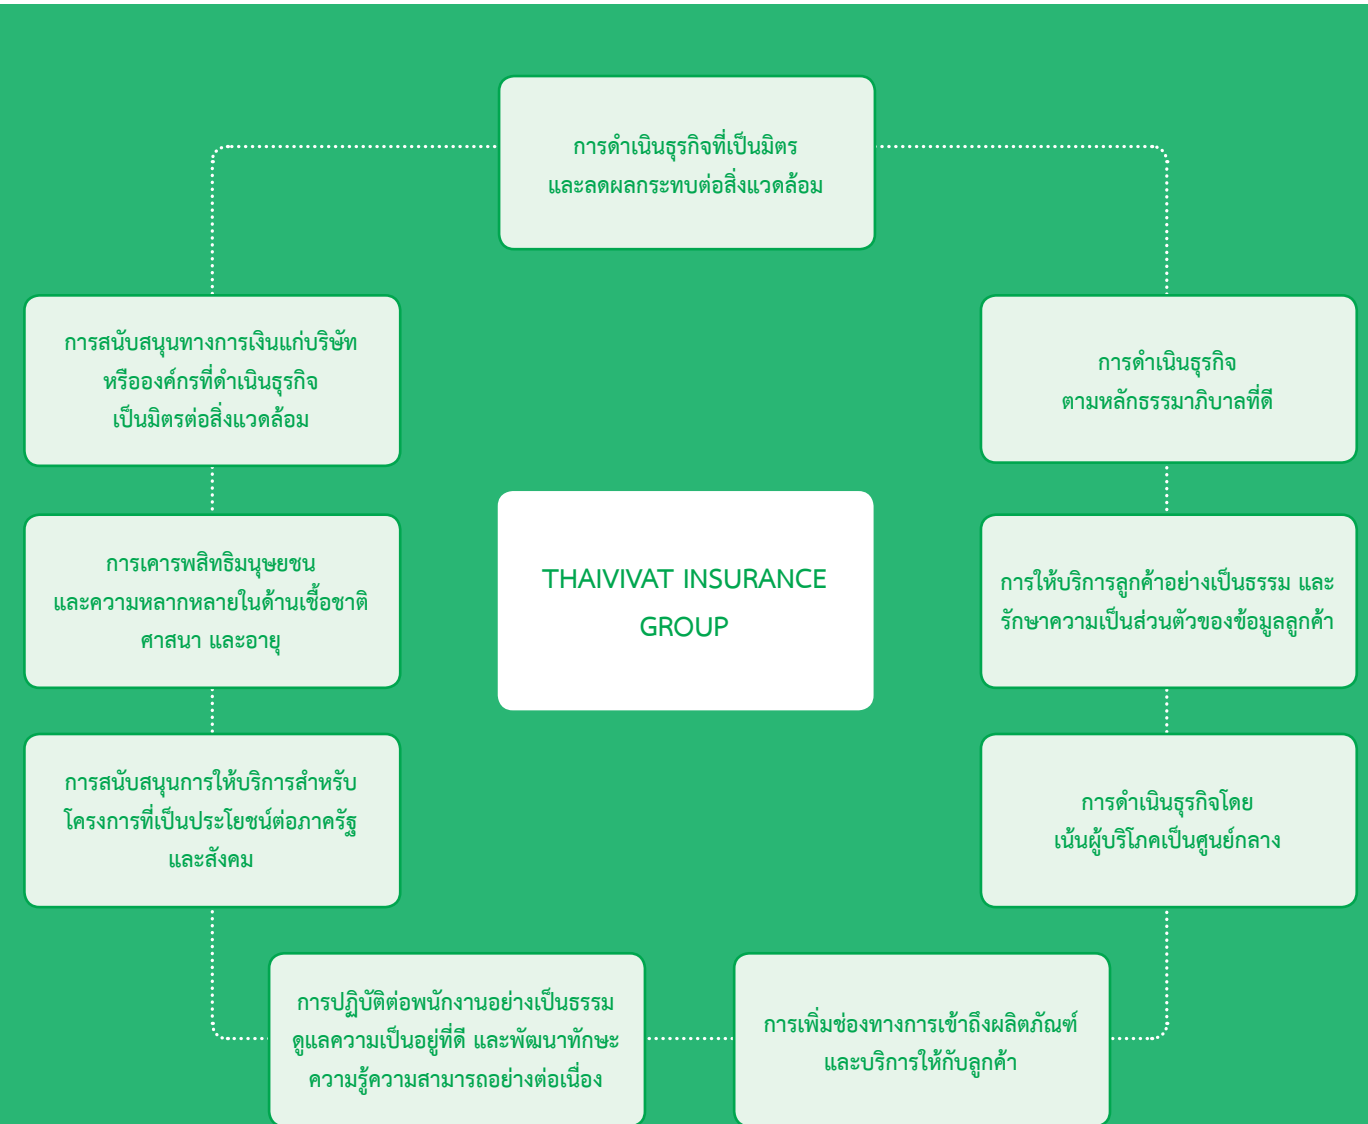 การดำเนินธุรกิจที่เป็นมิตร
และลดผลกระทบต่อสิ่งแวดล้อม
การสนับสนุนทางการเงินแก่บริษัท
หรือองค์กรที่ดำเนินธุรกิจ
เป็นมิตรต่อสิ่งแวดล้อม
การดำเนินธุรกิจ
ตามหลักธรรมาภิบาลที่ดี
การเคารพสิทธิมนุษยชน
และความหลากหลายในด้านเชื้อชาติ
ศาสนา และอายุ
THAIVIVAT INSURANCE
GROUP
การให้บริการลูกค้าอย่างเป็นธรรม และ
รักษาความเป็นส่วนตัวของข้อมูลลูกค้า
การสนับสนุนการให้บริการสำหรับ
โครงการที่เป็นประโยชน์ต่อภาครัฐ
และสังคม
การดำเนินธุรกิจโดย
เน้นผู้บริโภคเป็นศูนย์กลาง
การปฏิบัติต่อพนักงานอย่างเป็นธรรม
ดูแลความเป็นอยู่ที่ดี และพัฒนาทักษะ
ความรู้ความสามารถอย่างต่อเนื่อง
การเพิ่มช่องทางการเข้าถึงผลิตภัณฑ์
และบริการให้กับลูกค้า